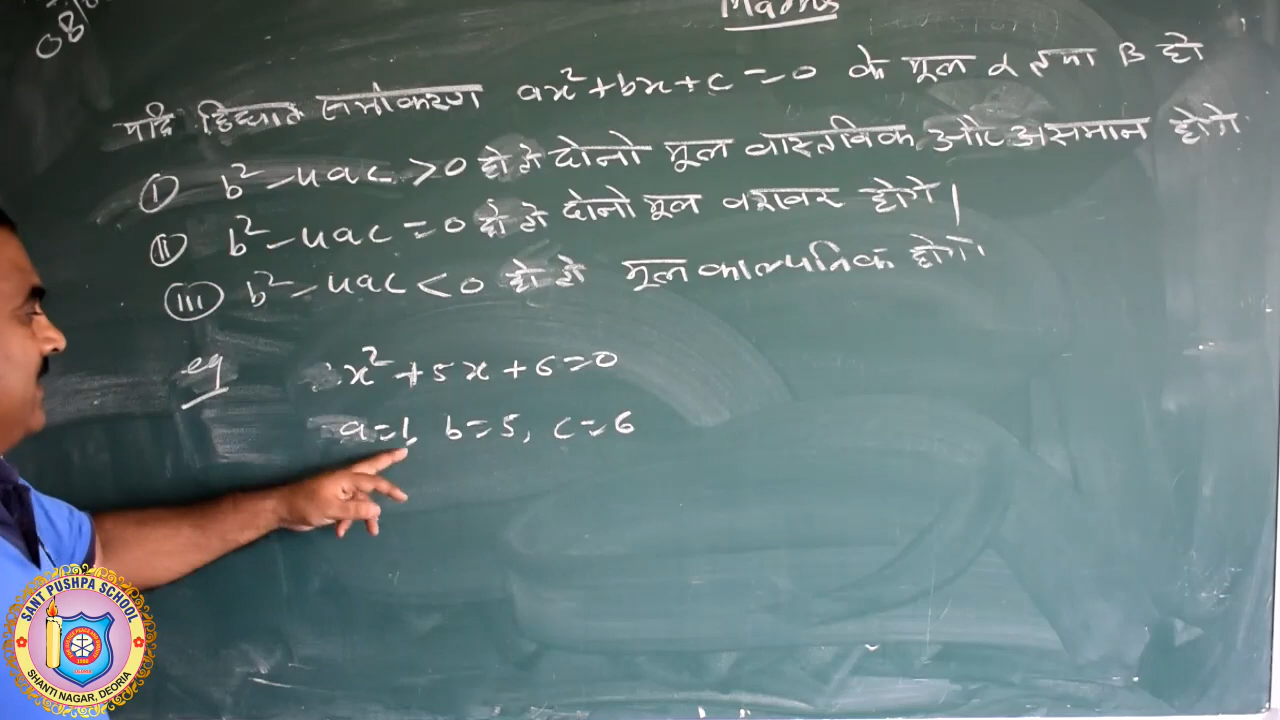 08/
Maths
यदि द्विघात समीकरण ax²+bx+c=0 के मूल α तथा β हो
(i) b²-4ac>0 हो तो दोनो मूल वास्तविक और असमान होगे
(ii) b²-4ac=0 हो तो दोनो मूल बराबर होगे।
(iii) b²-4ac<0 हो तो मूल काल्पनिक होगे
eg x²+5x+6=0
a=1, b=5, c=6
SANT PUSHPA SCHOOL
SHANTI NAGAR, DEORIA